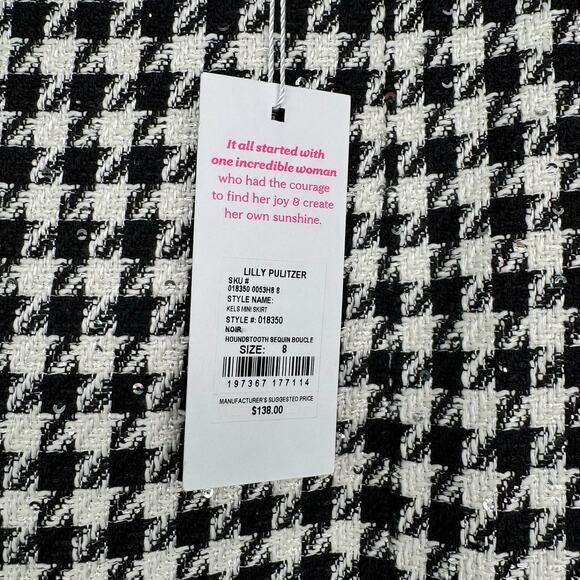 It all started with
one incredible woman
who had the courage
to find her joy & create
her own sunshine.
LILLY PULITZER
SKU #
018350 0053H8 8
STYLE NAME:
KELS MINI SKIRT
STYLE #: 018350
NOIR
HOUNDSTOOTH SEQUIN BOUCLE
SIZE: 8
197367 177114
MANUFACTURER'S SUGGESTED PRICE
$138.00